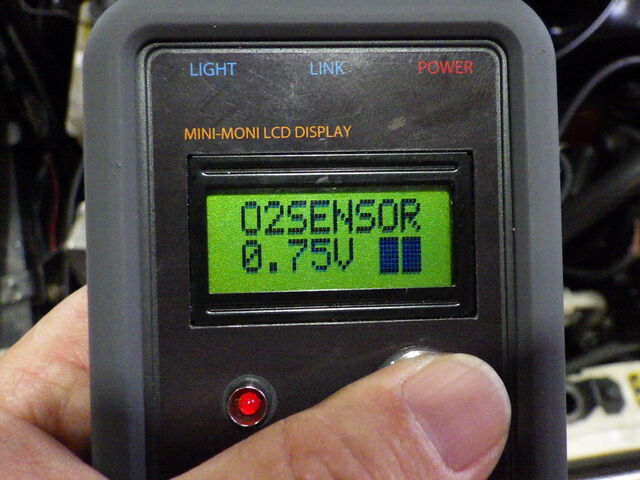 LIGHT LINK POWER
MINI-MONI LCD DISPLAY
O2SENSOR
0.75V